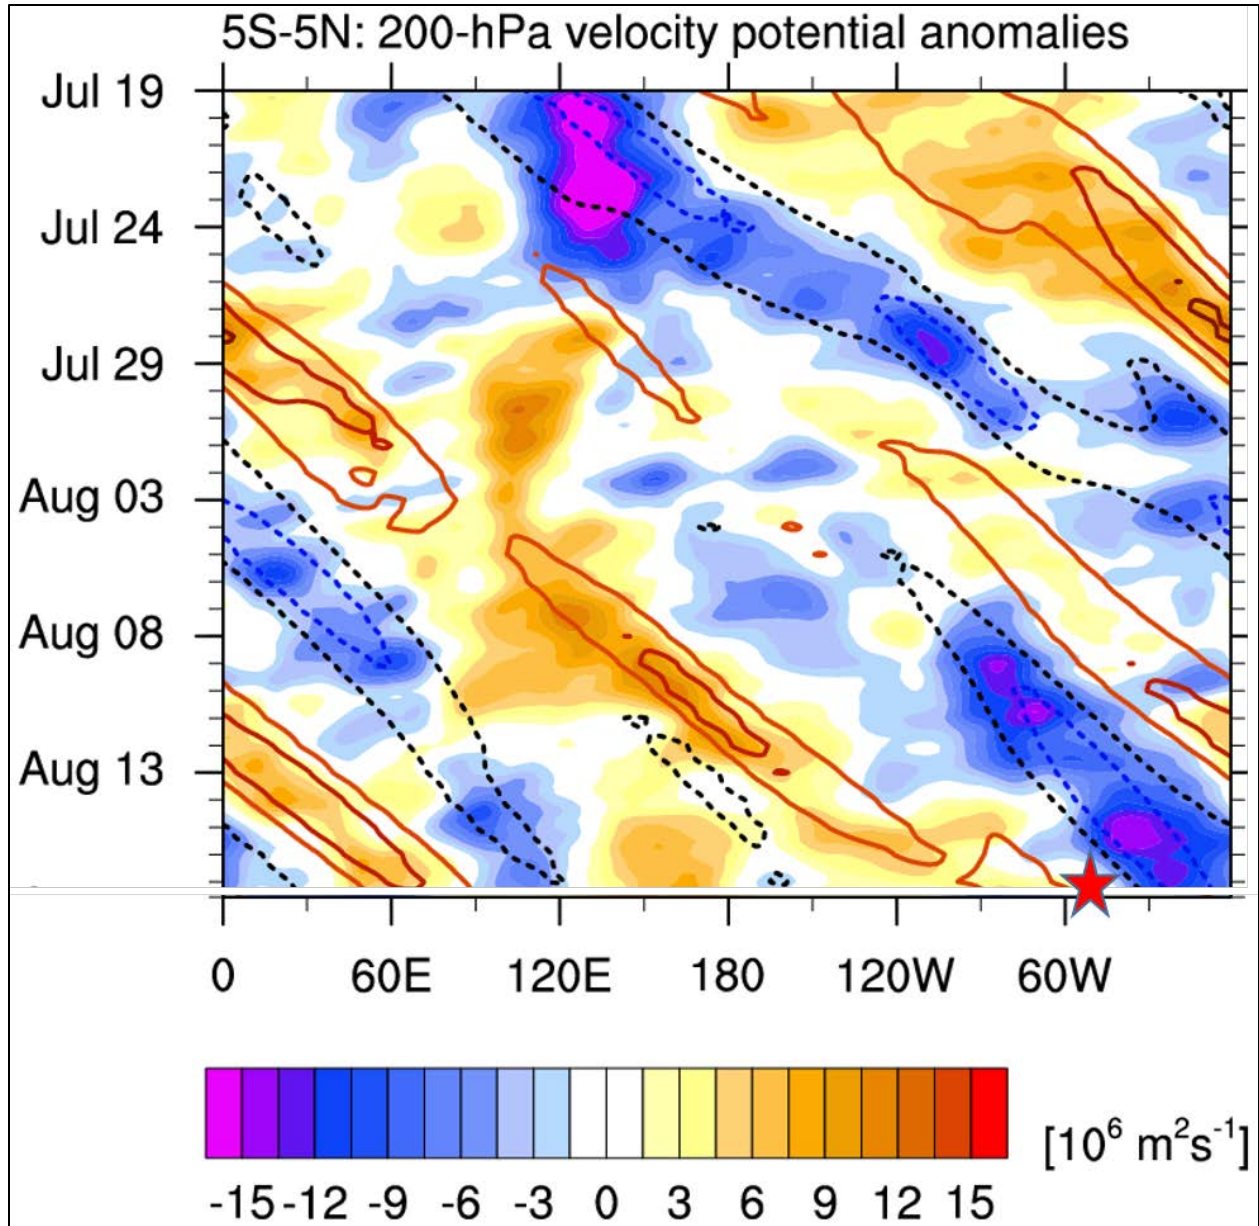 5S-5N: 200-hPa velocity potential anomalies
Jul 19
Jul 24
Jul 29
Aug 03
Aug 08
Aug 13
0 60E 120E 180 120W 60W
-15 -12 -9 -6 -3 0 3 6 9 12 15
[10⁶ m²s⁻¹]